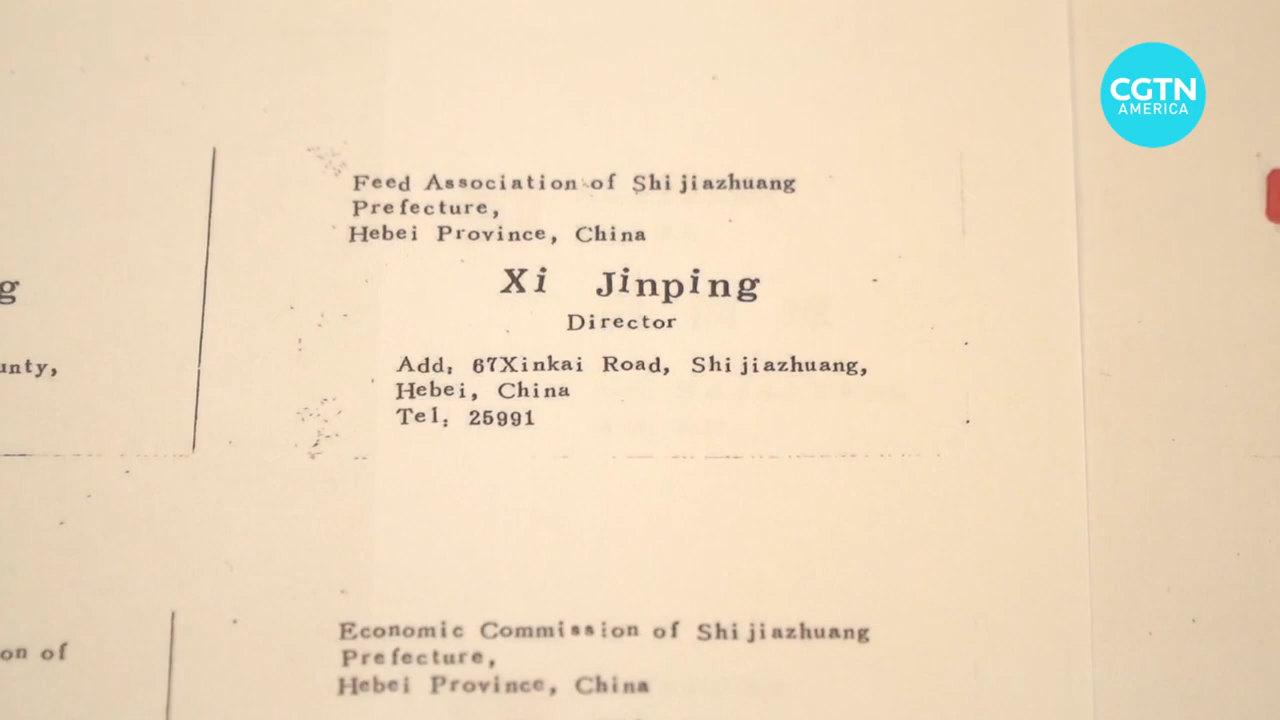 CGTN
AMERICA
Feed Association of Shijiazhuang
Prefecture,
Hebei Province, China
Xi Jinping
Director
Add: 67Xinkai Road, Shijiazhuang,
Hebei, China
Tel: 25991
g
unty,
on of
Economic Commission of Shijiazhuang
Prefecture,
Hebei Province, China